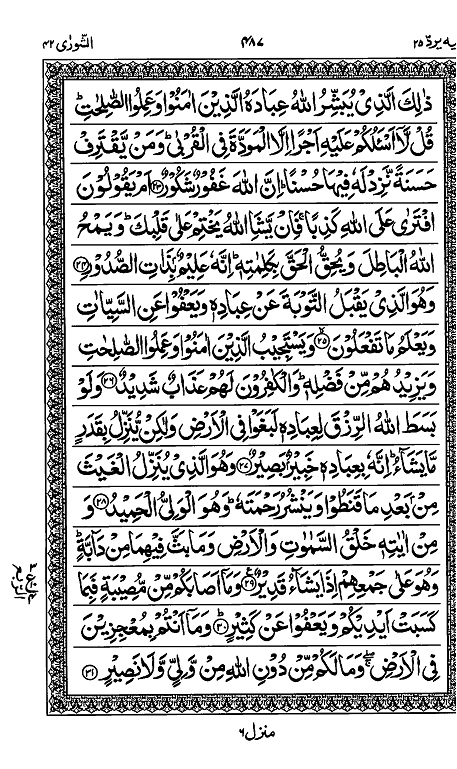 الشورٰى ٤٢ ٤٨٧ يه يردّ ٢٥
ذٰلِكَ الَّذِىْ يُبَشِّرُ اللّٰهُ عِبَادَهُ الَّذِيْنَ اٰمَنُوْا وَعَمِلُوا الصّٰلِحٰتِؕ
قُلْ لَّاۤ اَسْئَلُكُمْ عَلَيْهِ اَجْرًا اِلَّا الْمَوَدَّةَ فِى الْقُرْبٰىؕ وَمَنْ يَّقْتَرِفْ
حَسَنَةً نَّزِدْ لَهٗ فِيْهَا حُسْنًاؕ اِنَّ اللّٰهَ غَفُوْرٌ شَكُوْرٌ ﴿٢٣﴾ اَمْ يَقُوْلُوْنَ
افْتَرٰى عَلَى اللّٰهِ كَذِبًاۚ فَاِنْ يَّشَاِ اللّٰهُ يَخْتِمْ عَلٰى قَلْبِكَؕ وَيَمْحُ
اللّٰهُ الْبَاطِلَ وَيُحِقُّ الْحَقَّ بِكَلِمٰتِهٖؕ اِنَّهٗ عَلِيْمٌۢ بِذَاتِ الصُّدُوْرِ ﴿٢٤﴾
وَهُوَ الَّذِىْ يَقْبَلُ التَّوْبَةَ عَنْ عِبَادِهٖ وَيَعْفُوْا عَنِ السَّيِّاٰتِ
وَيَعْلَمُ مَا تَفْعَلُوْنَۙ ﴿٢٥﴾ وَيَسْتَجِيْبُ الَّذِيْنَ اٰمَنُوْا وَعَمِلُوا الصّٰلِحٰتِ
وَيَزِيْدُهُمْ مِّنْ فَضْلِهٖؕ وَالْكٰفِرُوْنَ لَهُمْ عَذَابٌ شَدِيْدٌ ﴿٢٦﴾ وَلَوْ
بَسَطَ اللّٰهُ الرِّزْقَ لِعِبَادِهٖ لَبَغَوْا فِى الْاَرْضِ وَلٰكِنْ يُّنَزِّلُ بِقَدَرٍ
مَّا يَشَآءُؕ اِنَّهٗ بِعِبَادِهٖ خَبِيْرٌۢ بَصِيْرٌ ﴿٢٧﴾ وَهُوَ الَّذِىْ يُنَزِّلُ الْغَيْثَ
مِنْۢ بَعْدِ مَا قَنَطُوْا وَيَنْشُرُ رَحْمَتَهٗؕ وَهُوَ الْوَلِىُّ الْحَمِيْدُ ﴿٢٨﴾ وَ
مِنْ اٰيٰتِهٖ خَلْقُ السَّمٰوٰتِ وَالْاَرْضِ وَمَا بَثَّ فِيْهِمَا مِنْ دَآبَّةٍؕ
وَهُوَ عَلٰى جَمْعِهِمْ اِذَا يَشَآءُ قَدِيْرٌ ﴿٢٩﴾ وَمَاۤ اَصَابَكُمْ مِّنْ مُّصِيْبَةٍ فَبِمَا
كَسَبَتْ اَيْدِيْكُمْ وَيَعْفُوْا عَنْ كَثِيْرٍؕ ﴿٣٠﴾ وَمَاۤ اَنْتُمْ بِمُعْجِزِيْنَ
فِى الْاَرْضِۚ وَمَا لَكُمْ مِّنْ دُوْنِ اللّٰهِ مِنْ وَّلِىٍّ وَّلَا نَصِيْرٍ ﴿٣١﴾
منزل ٦